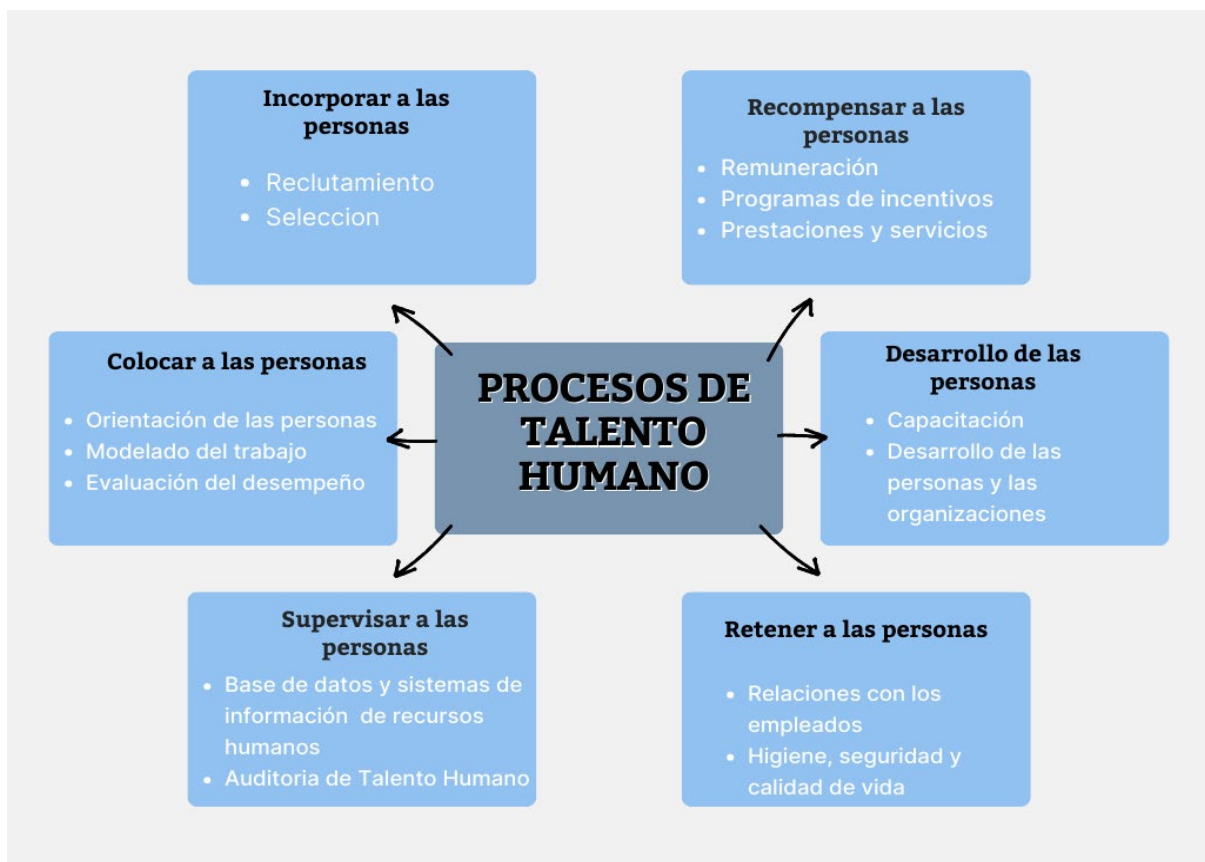 Incorporar a las
personas
• Reclutamiento
• Seleccion
Recompensar a las
personas
• Remuneración
• Programas de incentivos
• Prestaciones y servicios
Colocar a las personas
• Orientación de las personas
• Modelado del trabajo
• Evaluación del desempeño
PROCESOS DE
TALENTO
HUMANO
Desarrollo de las
personas
• Capacitación
• Desarrollo de las
personas y las
organizaciones
Supervisar a las
personas
• Base de datos y sistemas de
información de recursos
humanos
• Auditoria de Talento Humano
Retener a las personas
• Relaciones con los
empleados
• Higiene, seguridad y
calidad de vida